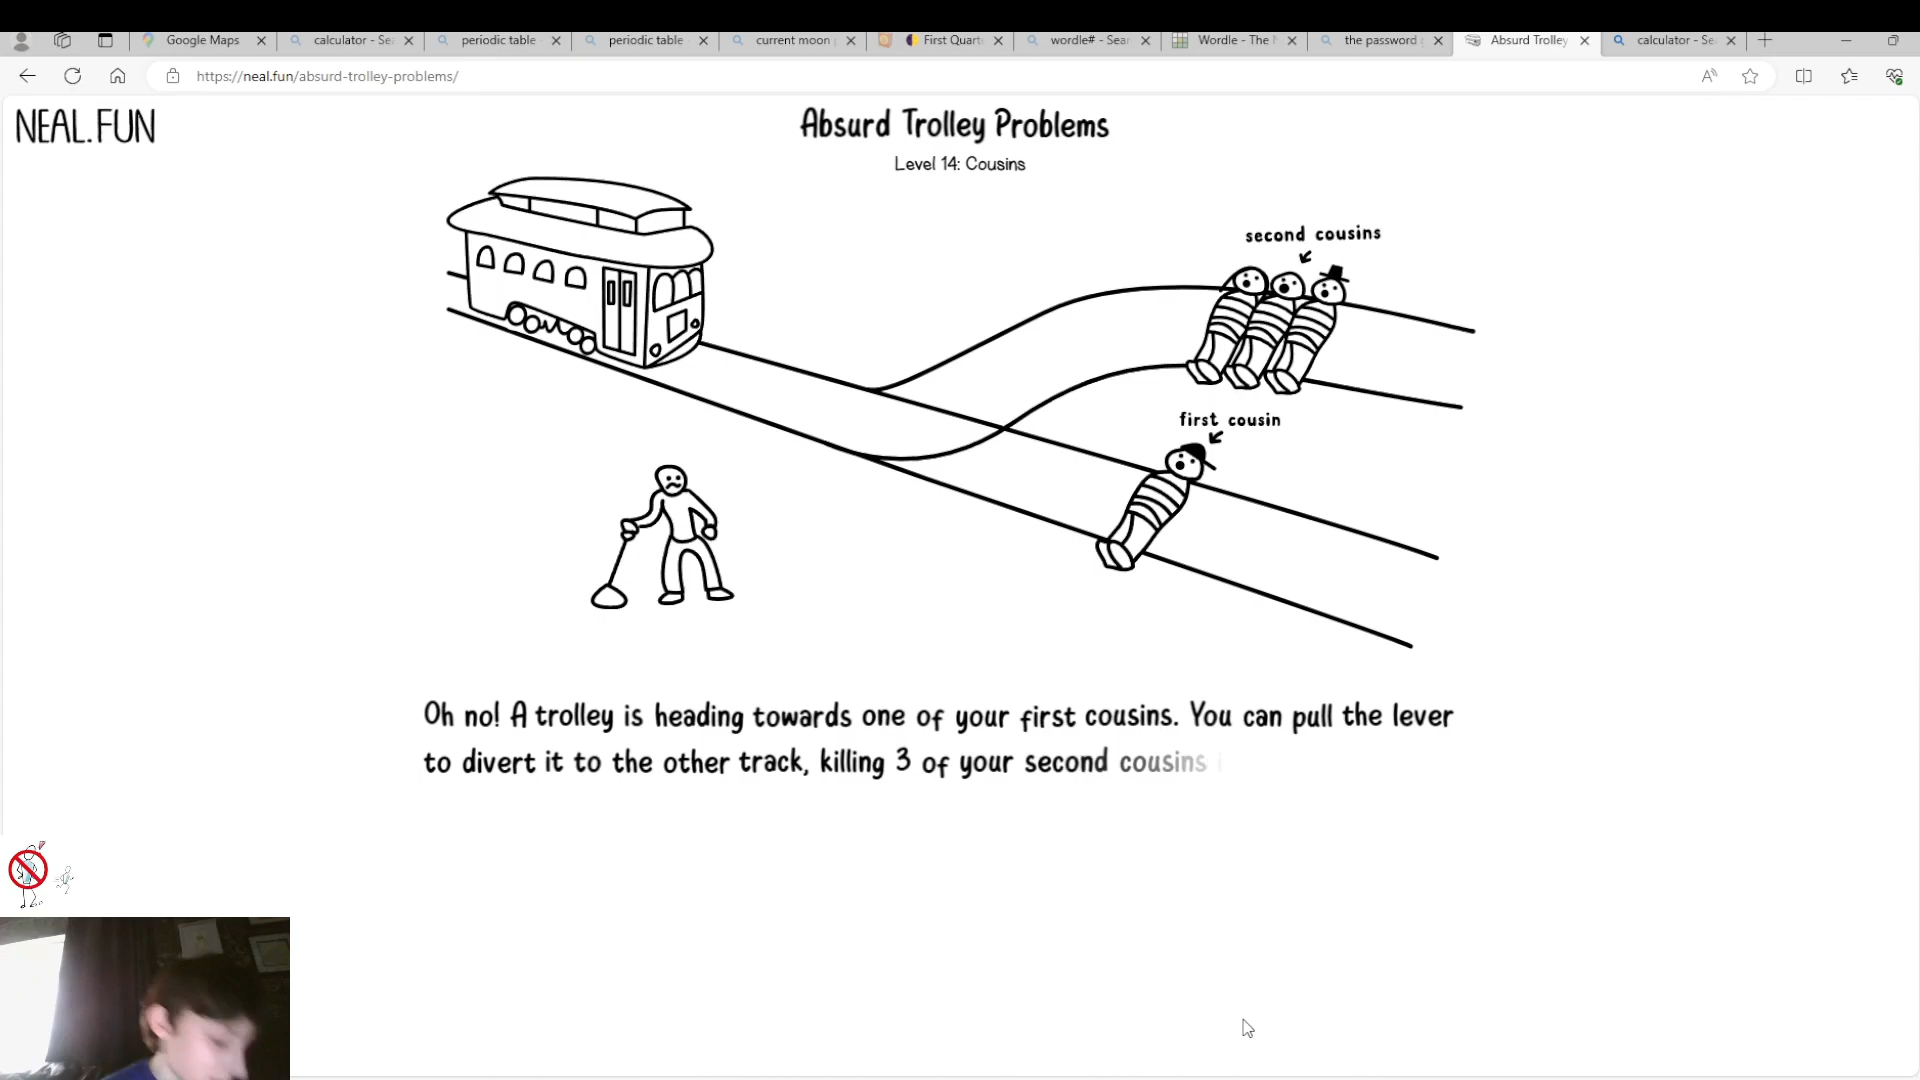 Google Maps
calculator - Sea
periodic table -
periodic table -
current moon p
First Quart
wordle# - Sear
Wordle - The N
the password g
Absurd Trolley
calculator - Sea
https://neal.fun/absurd-trolley-problems/
NEAL.FUN
Absurd Trolley Problems
Level 14: Cousins
second cousins
first cousin
Oh no! A trolley is heading towards one of your first cousins. You can pull the lever
to divert it to the other track, killing 3 of your second cousins